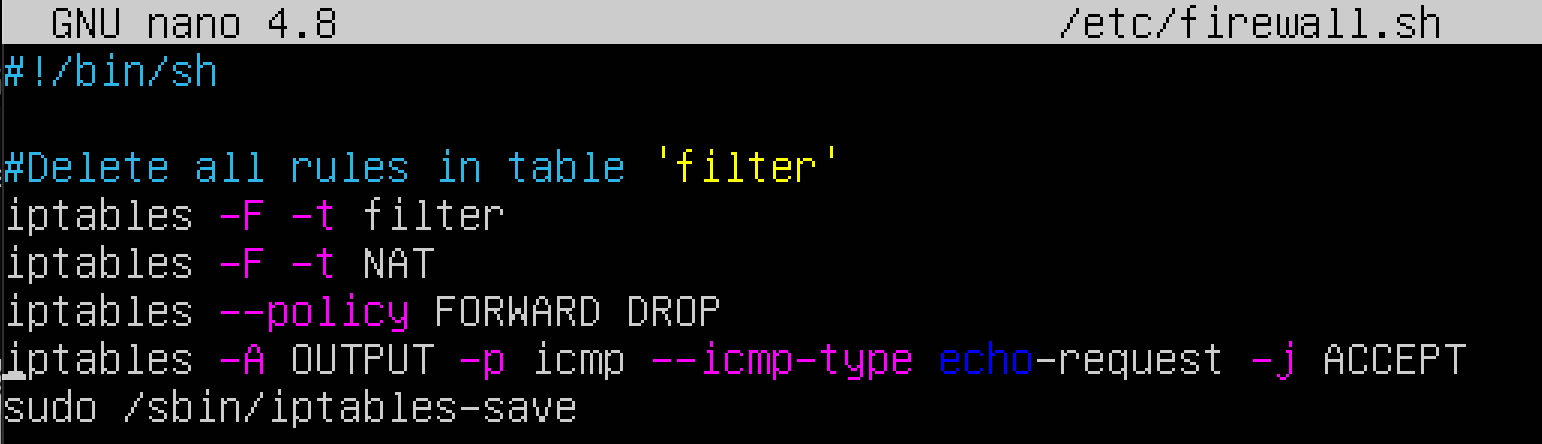 GNU nano 4.8 /etc/firewall.sh
#!/bin/sh
#Delete all rules in table 'filter'
iptables -F -t filter
iptables -F -t NAT
iptables --policy FORWARD DROP
iptables -A OUTPUT -p icmp --icmp-type echo-request -j ACCEPT
sudo /sbin/iptables-save